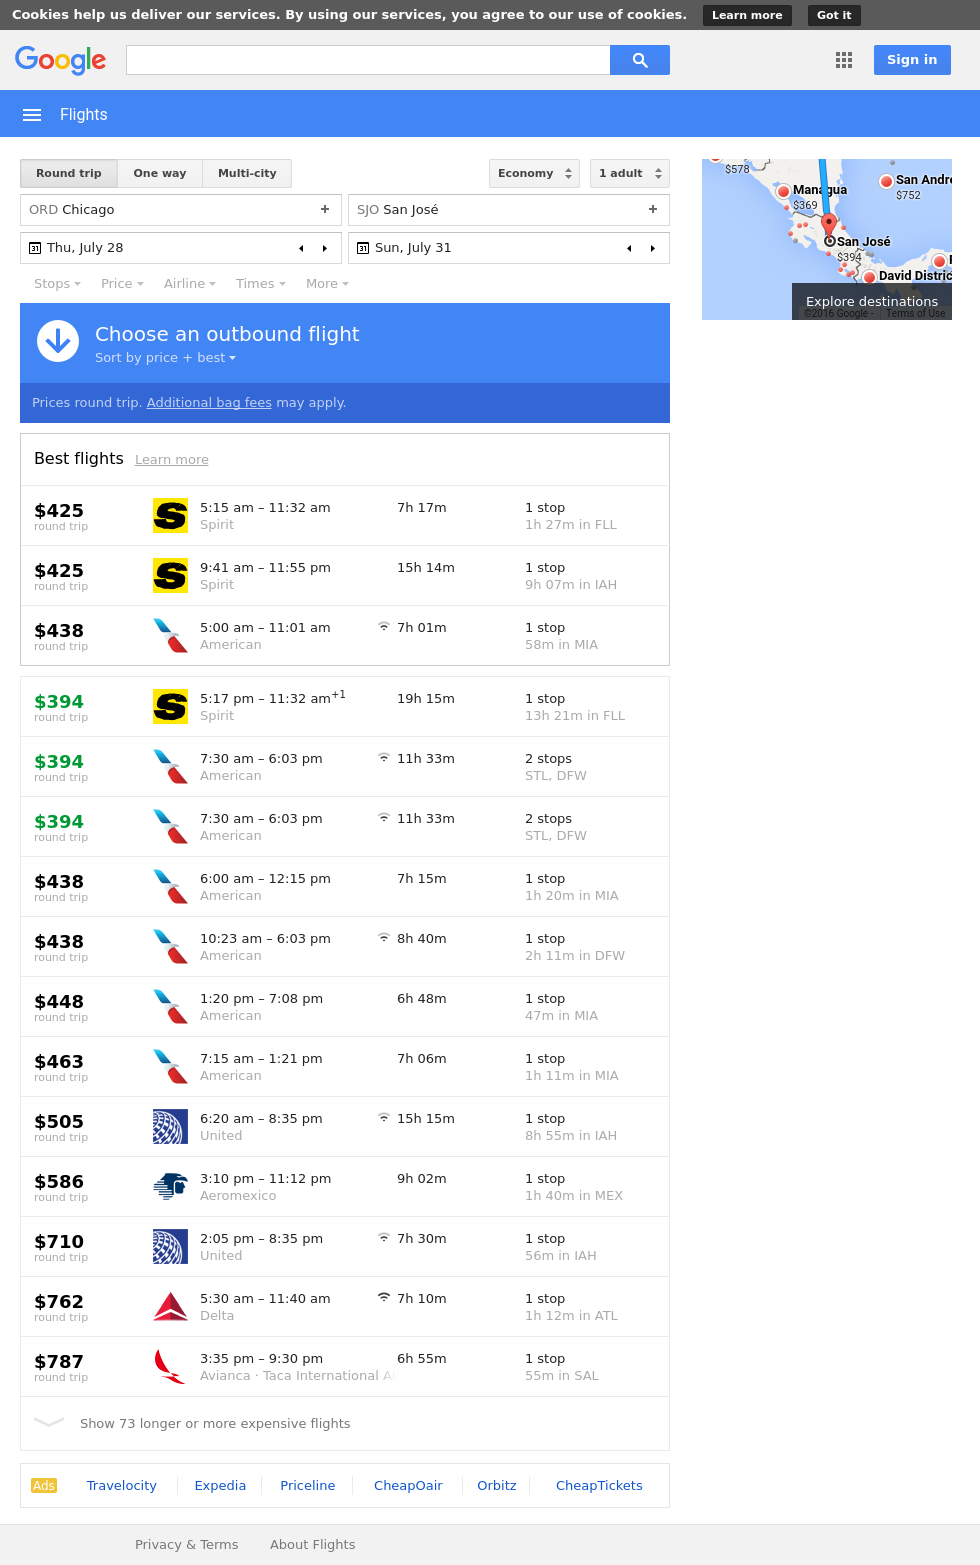 Cookies help us deliver our services. By using our services, you agree to our use of cookies. Learn more Got it
Google Sign in
Flights
Round trip One way Multi-city Economy 1 adult
ORD Chicago + SJO San José +
31 Thu, July 28 31 Sun, July 31
Stops Price Airline Times More
Choose an outbound flight
Sort by price + best
Prices round trip. Additional bag fees may apply.
$578
Managua
$369
San Andre
$752
San José
$394
David Distric
Explore destinations
©2016 Google - Terms of Use
Best flights Learn more
$425 5:15 am – 11:32 am 7h 17m 1 stop
round trip Spirit 1h 27m in FLL
$425 9:41 am – 11:55 pm 15h 14m 1 stop
round trip Spirit 9h 07m in IAH
$438 5:00 am – 11:01 am 7h 01m 1 stop
round trip American 58m in MIA
$394 5:17 pm – 11:32 am+1 19h 15m 1 stop
round trip Spirit 13h 21m in FLL
$394 7:30 am – 6:03 pm 11h 33m 2 stops
round trip American STL, DFW
$394 7:30 am – 6:03 pm 11h 33m 2 stops
round trip American STL, DFW
$438 6:00 am – 12:15 pm 7h 15m 1 stop
round trip American 1h 20m in MIA
$438 10:23 am – 6:03 pm 8h 40m 1 stop
round trip American 2h 11m in DFW
$448 1:20 pm – 7:08 pm 6h 48m 1 stop
round trip American 47m in MIA
$463 7:15 am – 1:21 pm 7h 06m 1 stop
round trip American 1h 11m in MIA
$505 6:20 am – 8:35 pm 15h 15m 1 stop
round trip United 8h 55m in IAH
$586 3:10 pm – 11:12 pm 9h 02m 1 stop
round trip Aeromexico 1h 40m in MEX
$710 2:05 pm – 8:35 pm 7h 30m 1 stop
round trip United 56m in IAH
$762 5:30 am – 11:40 am 7h 10m 1 stop
round trip Delta 1h 12m in ATL
$787 3:35 pm – 9:30 pm 6h 55m 1 stop
round trip Avianca · Taca International A 55m in SAL
Show 73 longer or more expensive flights
Ads Travelocity Expedia Priceline CheapOair Orbitz CheapTickets
Privacy & Terms About Flights